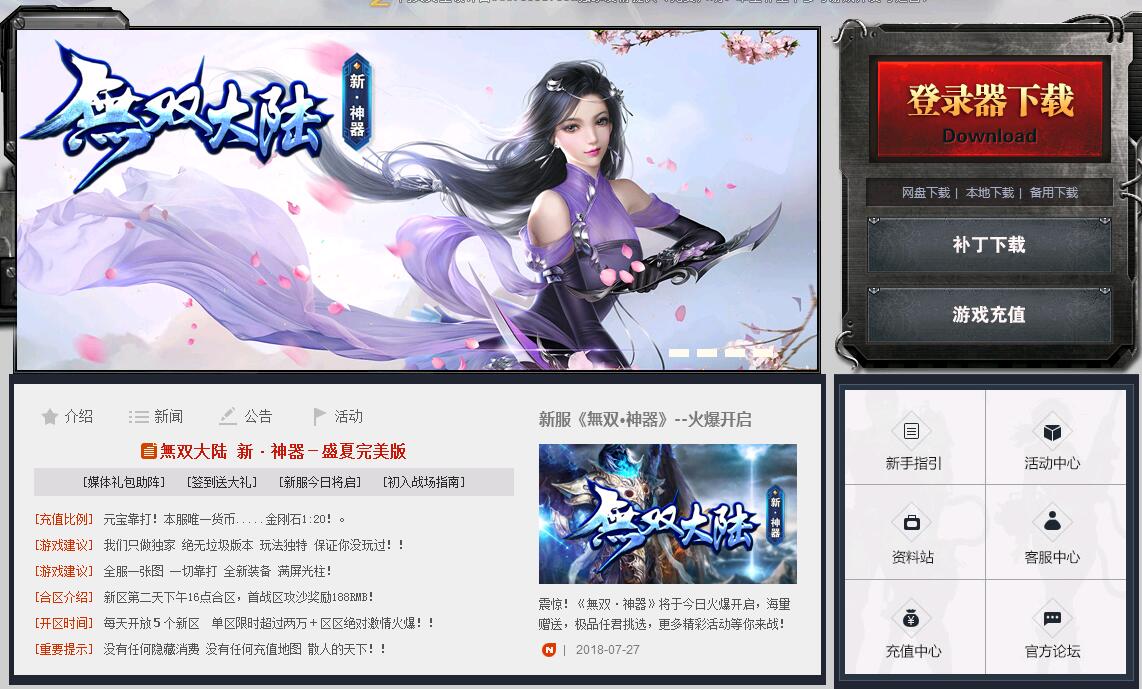 無双大陆
新·神器
登录器下载
Download
网盘下载 | 本地下载 | 备用下载
补丁下载
游戏充值
介绍 新闻 公告 活动
無双大陆 新·神器-盛夏完美版
[媒体礼包助阵] [签到送大礼] [新服今日将启] [初入战场指南]
[充值比例] 元宝靠打！本服唯一货币.....金刚石1:20！。
[游戏建议] 我们只做独家 绝无垃圾版本 玩法独特 保证你没玩过！！
[游戏建议] 全服一张图 一切靠打 全新装备 满屏光柱！
[合区介绍] 新区第二天下午16点合区，首战区攻沙奖励188RMB！
[开区时间] 每天开放5个新区 单区限时超过两万+区区绝对激情火爆！！
[重要提示] 没有任何隐藏消费 没有任何充值地图 散人的天下！！
新服《無双•神器》--火爆开启
無双大陆
新·神器
震惊！《無双·神器》将于今日火爆开启，海量
赠送，极品任君挑选，更多精彩活动等你来战！
N | 2018-07-27
新手指引 活动中心
资料站 客服中心
充值中心 官方论坛